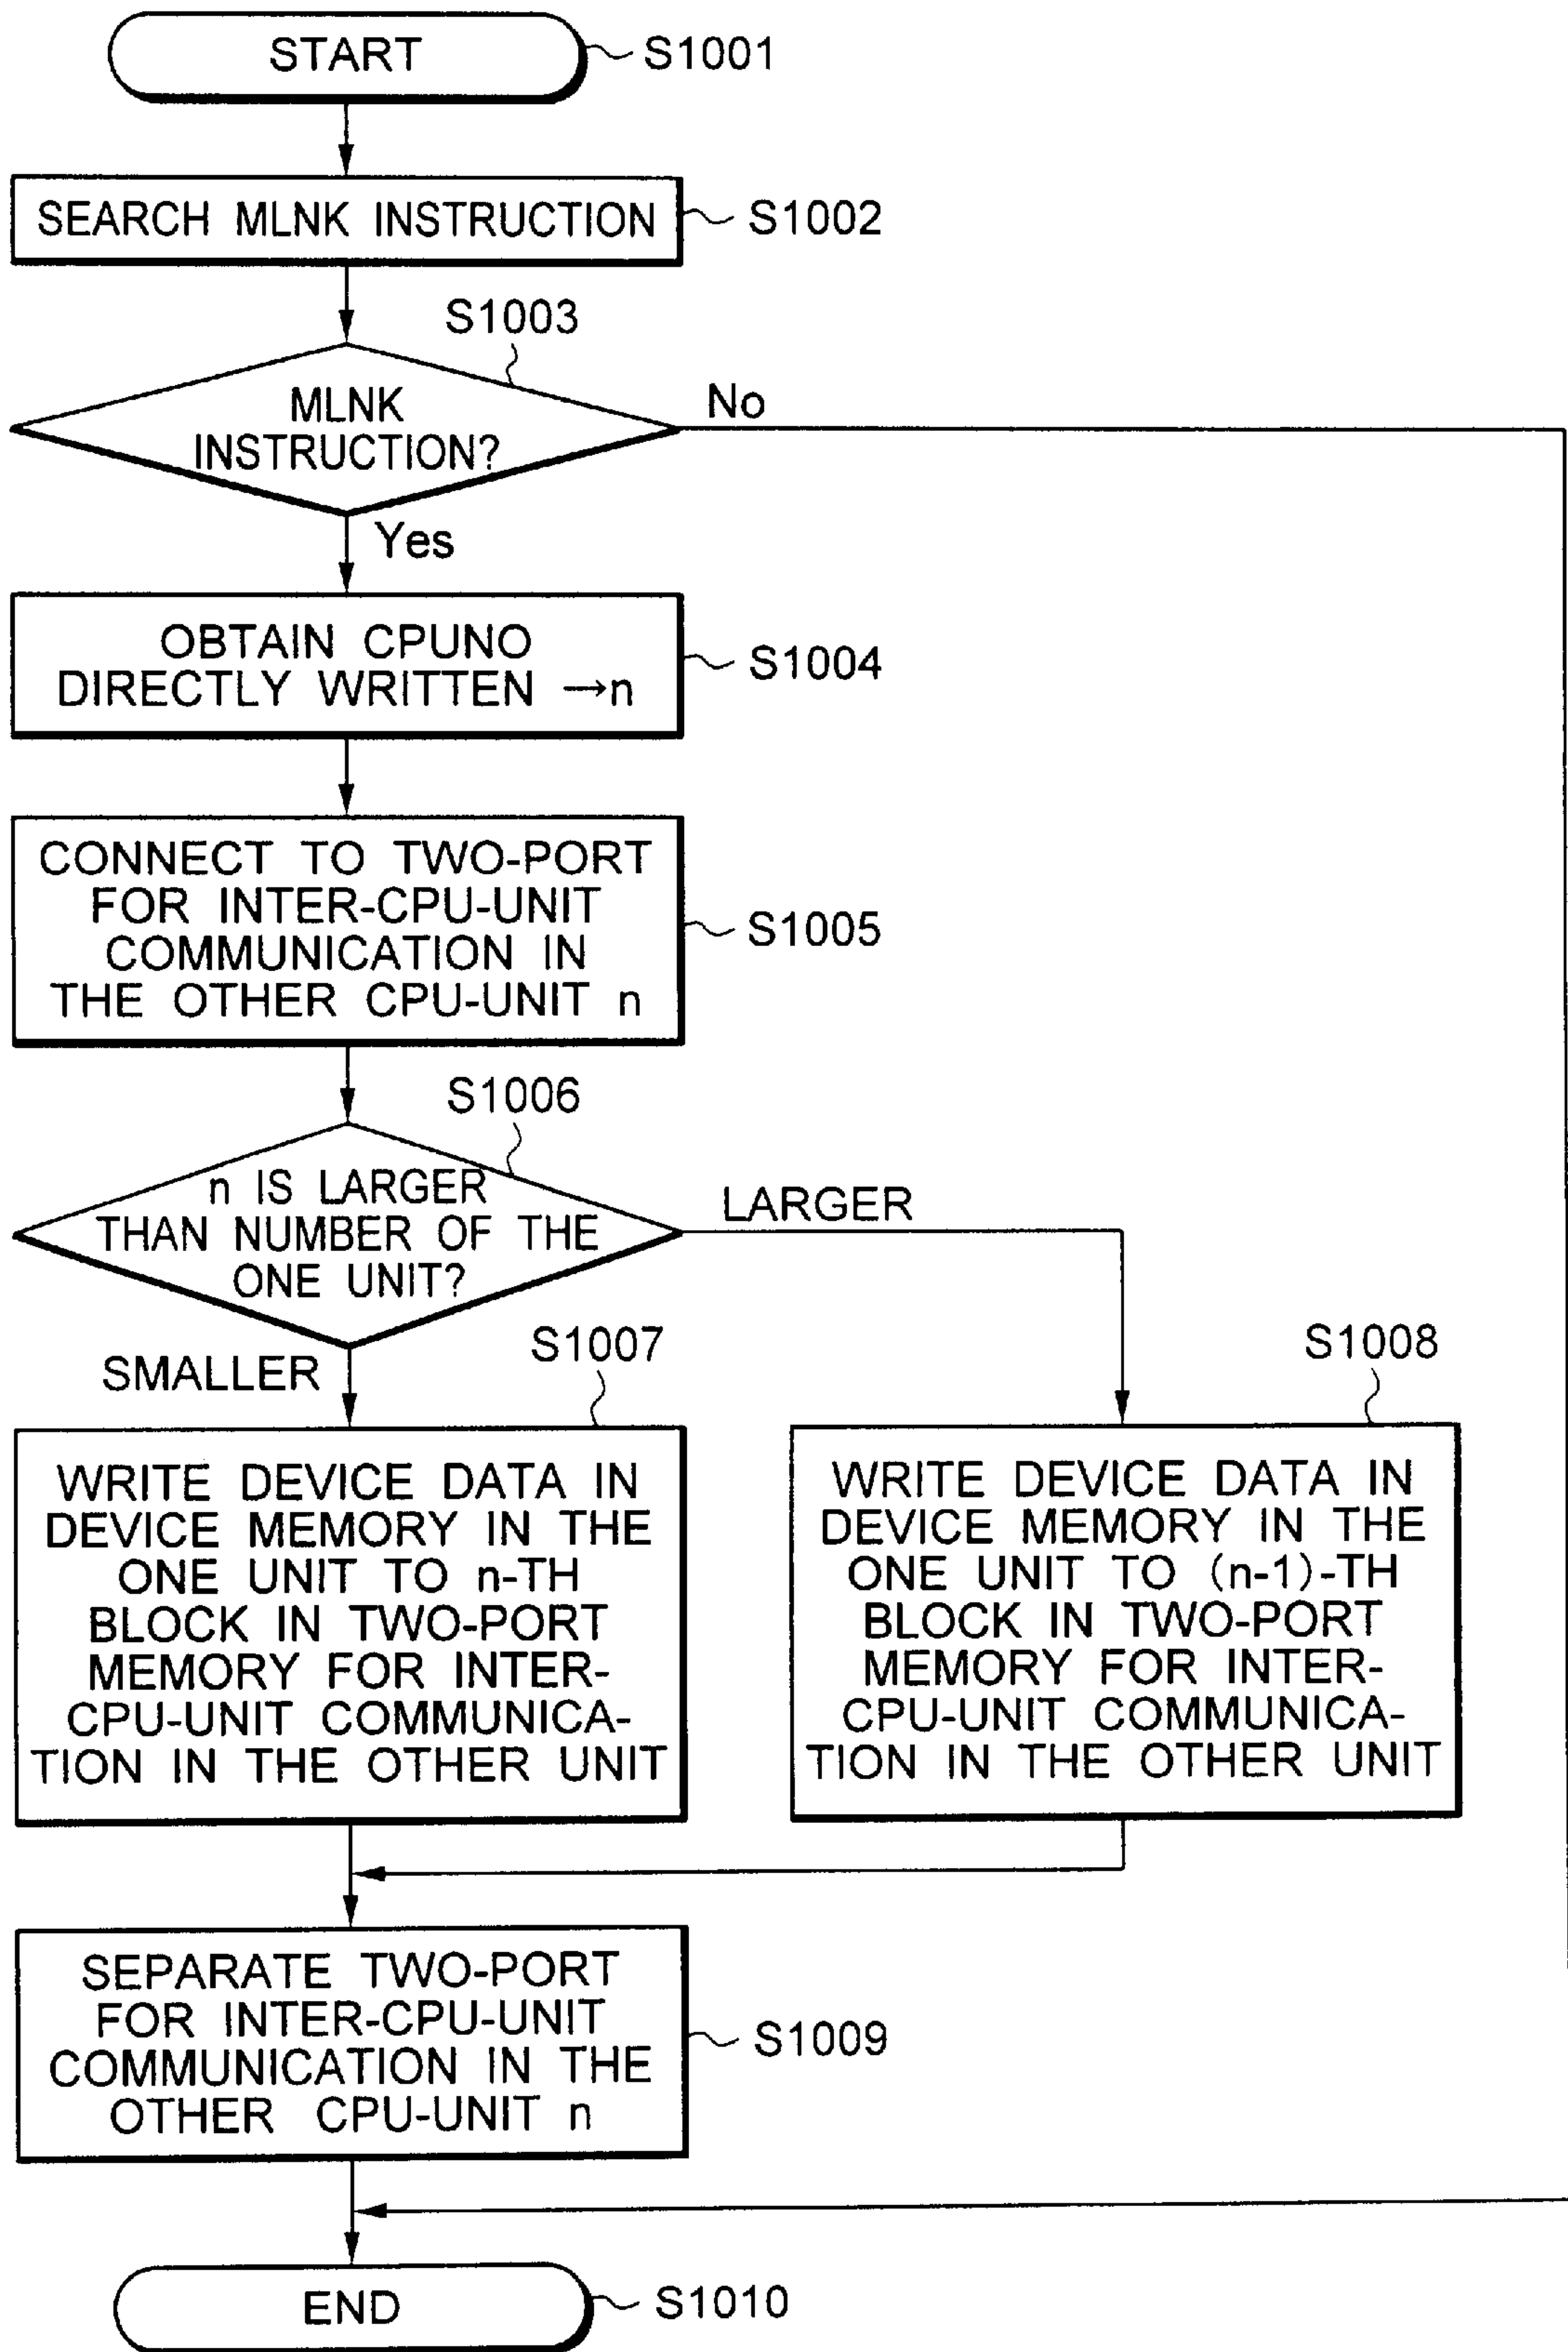 START
S1001
SEARCH MLNK INSTRUCTION
S1002
S1003
MLNK
INSTRUCTION?
No
Yes
OBTAIN CPUNO
DIRECTLY WRITTEN →n
S1004
CONNECT TO TWO-PORT
FOR INTER-CPU-UNIT
COMMUNICATION IN
THE OTHER CPU-UNIT n
S1005
S1006
n IS LARGER
THAN NUMBER OF THE
ONE UNIT?
LARGER
SMALLER
S1007
WRITE DEVICE DATA IN
DEVICE MEMORY IN THE
ONE UNIT TO n-TH
BLOCK IN TWO-PORT
MEMORY FOR INTER-
CPU-UNIT COMMUNICA-
TION IN THE OTHER UNIT
S1008
WRITE DEVICE DATA IN
DEVICE MEMORY IN THE
ONE UNIT TO (n-1)-TH
BLOCK IN TWO-PORT
MEMORY FOR INTER-
CPU-UNIT COMMUNICA-
TION IN THE OTHER UNIT
SEPARATE TWO-PORT
FOR INTER-CPU-UNIT
COMMUNICATION IN THE
OTHER CPU-UNIT n
S1009
END
S1010